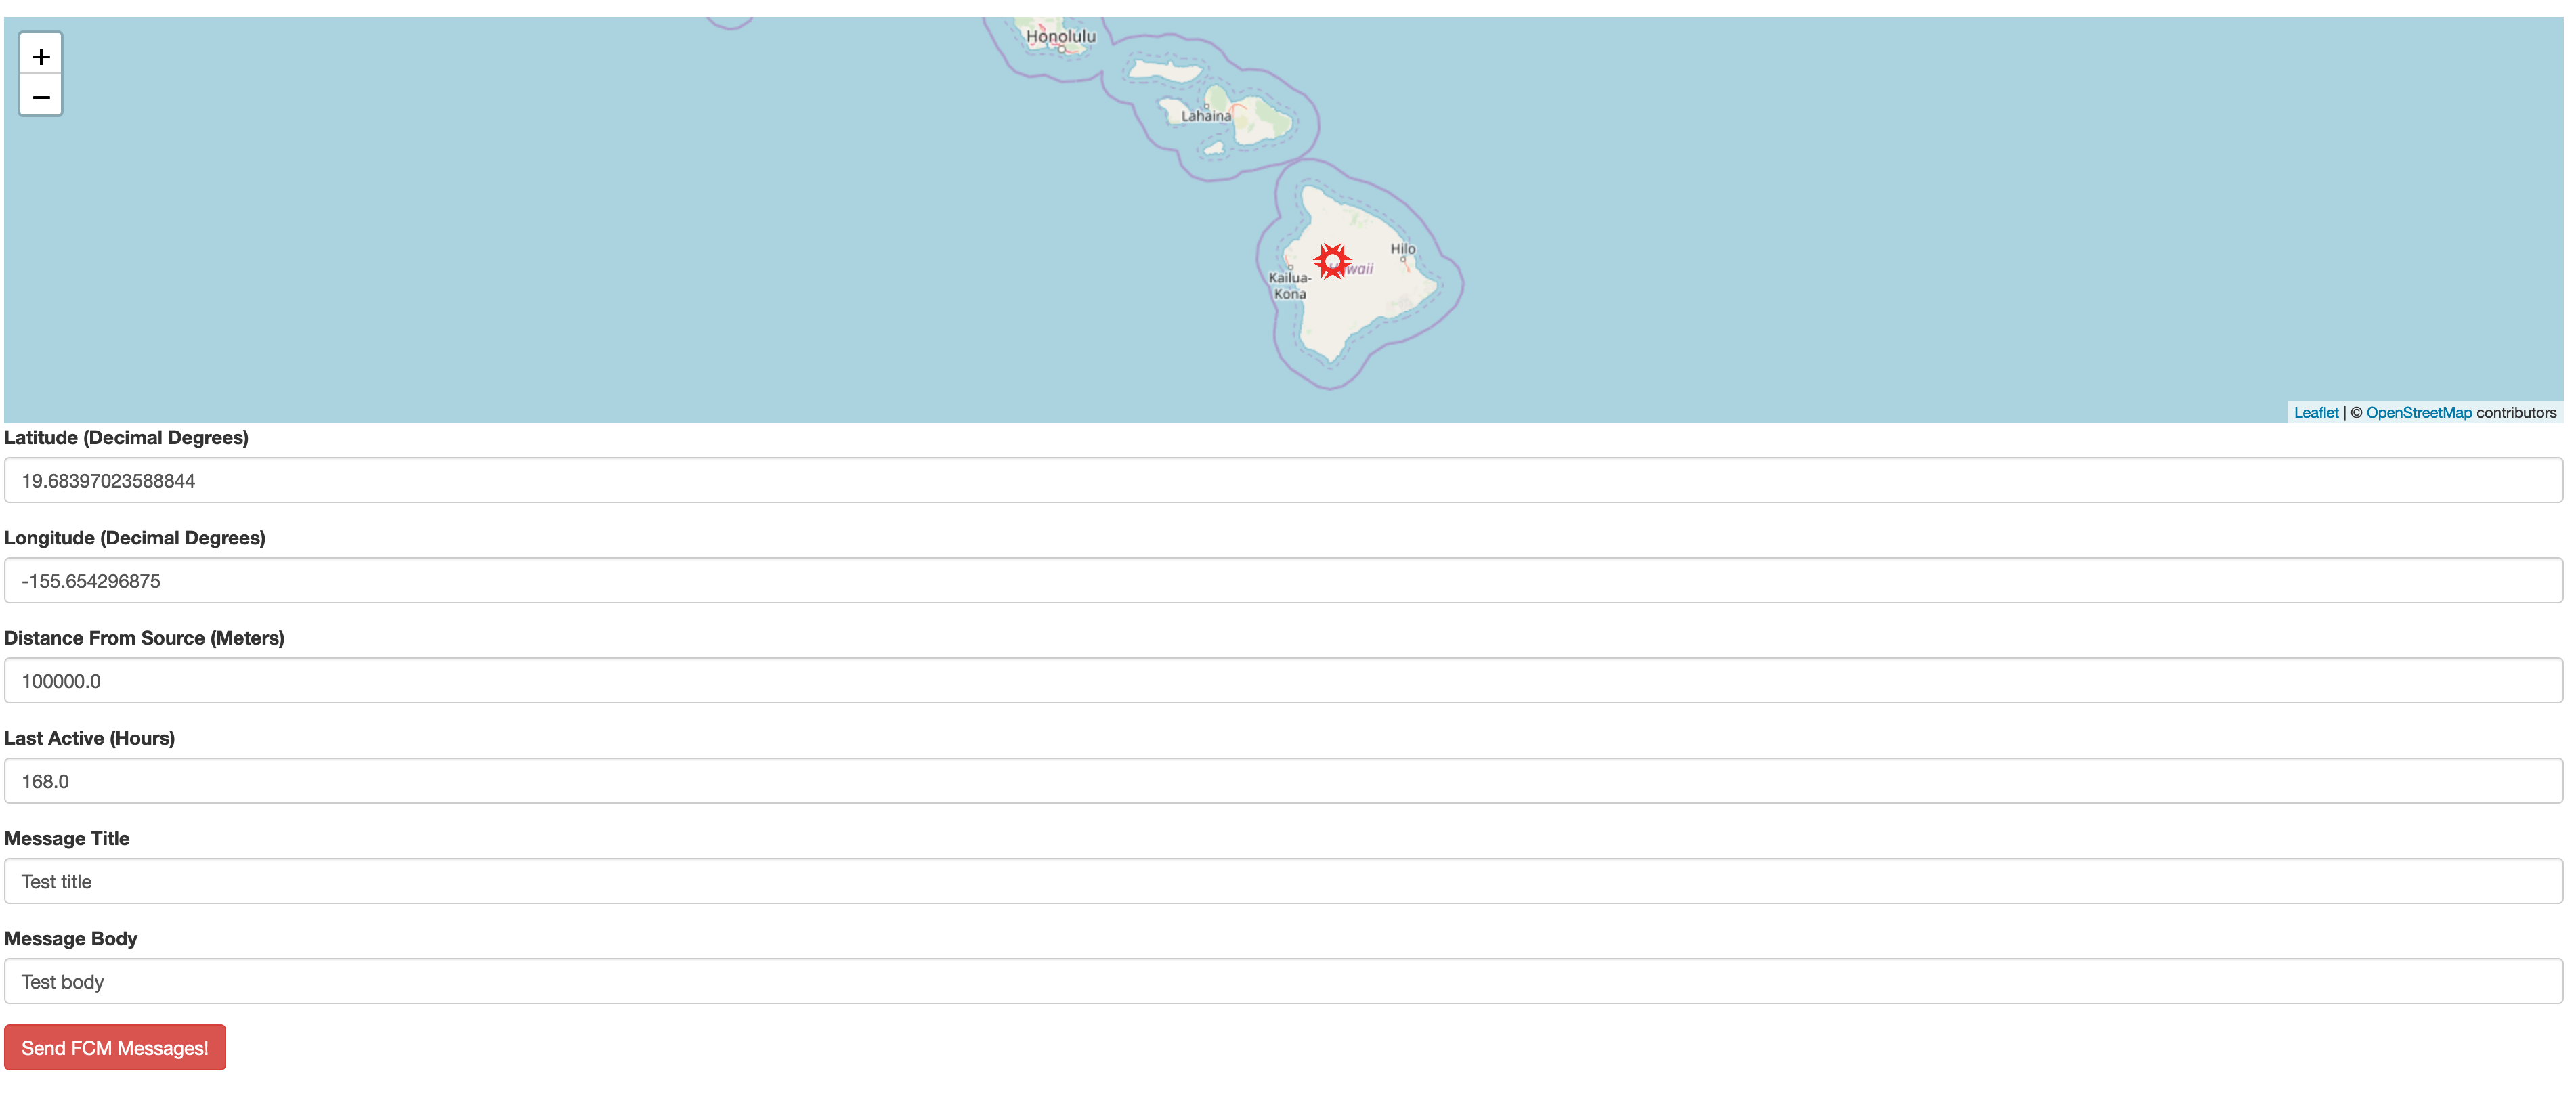 +
−
Honolulu
Lahaina
Hilo
Kailua-
Kona
Leaflet | © OpenStreetMap contributors
Latitude (Decimal Degrees)
19.68397023588844
Longitude (Decimal Degrees)
-155.654296875
Distance From Source (Meters)
100000.0
Last Active (Hours)
168.0
Message Title
Test title
Message Body
Test body
Send FCM Messages!